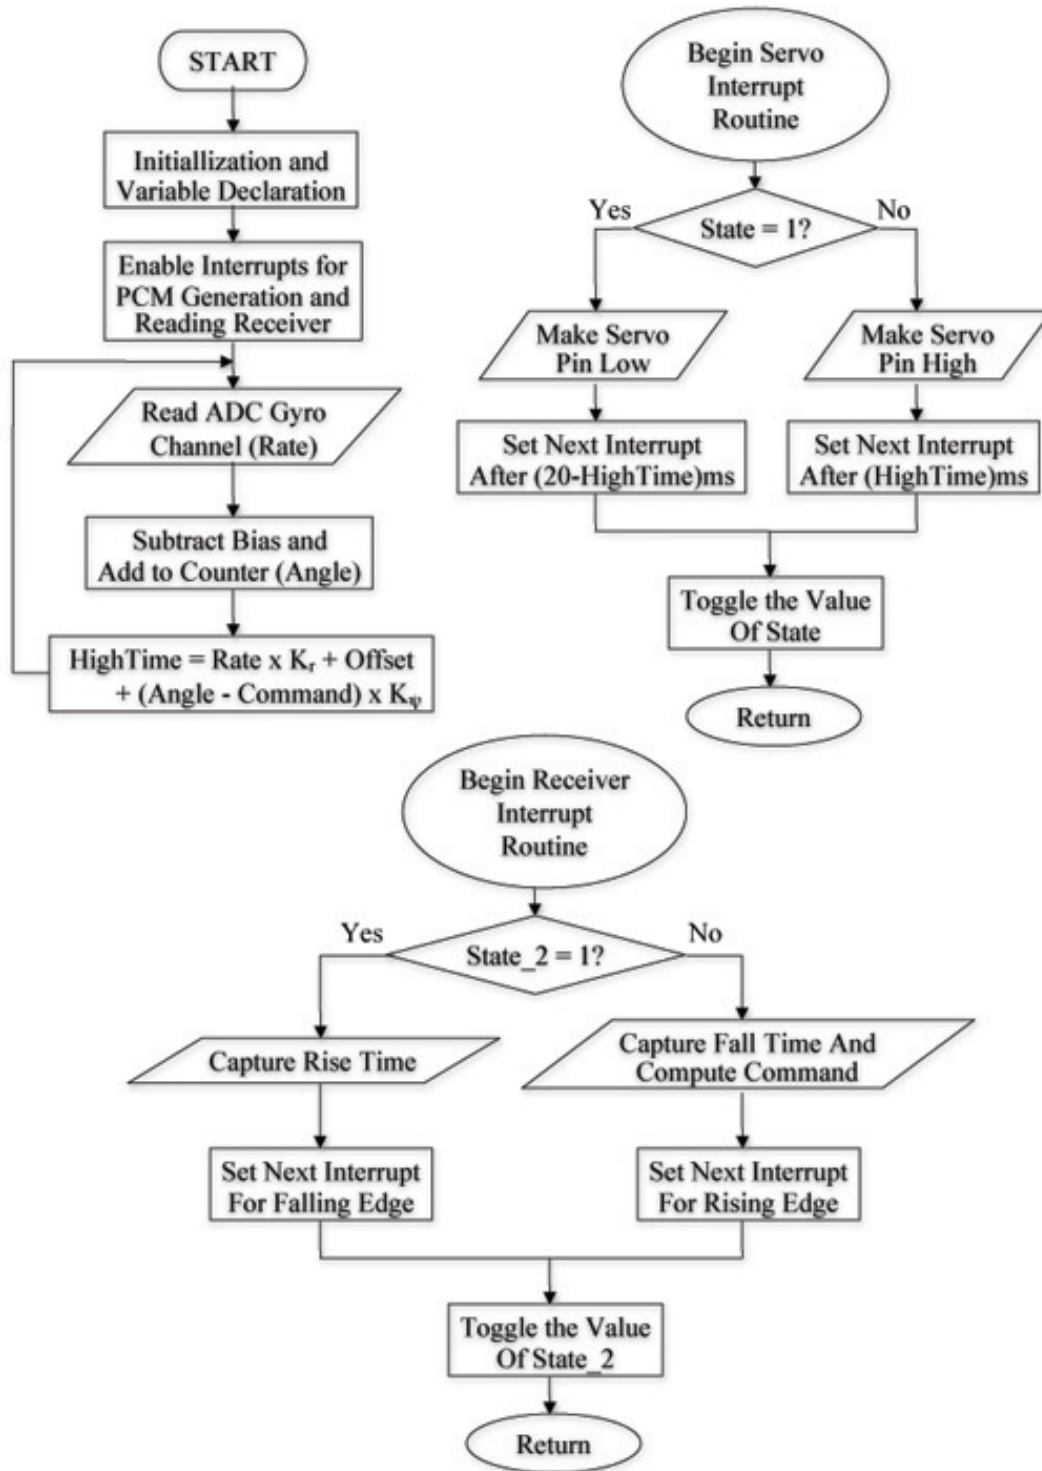 START
Initiallization and
Variable Declaration
Enable Interrupts for
PCM Generation and
Reading Receiver
Read ADC Gyro
Channel (Rate)
Subtract Bias and
Add to Counter (Angle)
HighTime = Rate x Kᵣ + Offset
+ (Angle - Command) x K_ψ
Begin Servo
Interrupt
Routine
Yes
State = 1?
No
Make Servo
Pin Low
Make Servo
Pin High
Set Next Interrupt
After (20-HighTime)ms
Set Next Interrupt
After (HighTime)ms
Toggle the Value
Of State
Return
Begin Receiver
Interrupt
Routine
Yes
State_2 = 1?
No
Capture Rise Time
Capture Fall Time And
Compute Command
Set Next Interrupt
For Falling Edge
Set Next Interrupt
For Rising Edge
Toggle the Value
Of State_2
Return